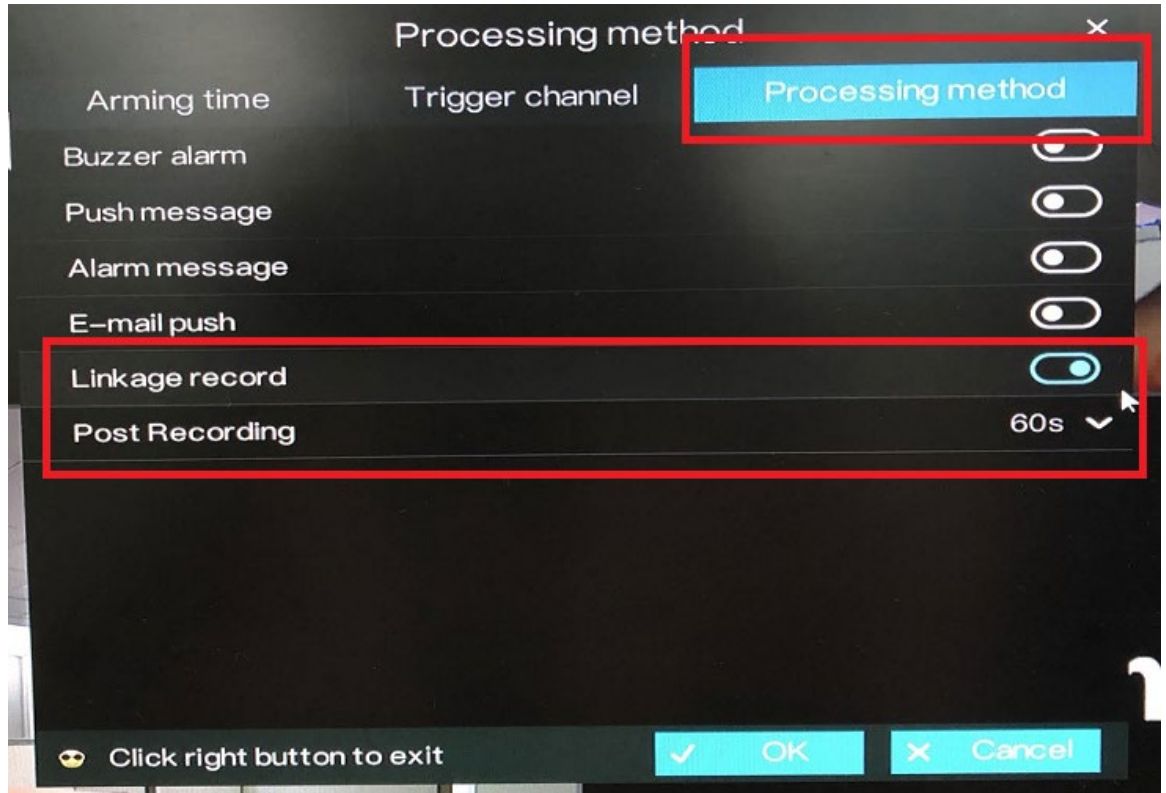 Processing method
Arming time Trigger channel Processing method
Buzzer alarm
Push message
Alarm message
E-mail push
Linkage record
Post Recording 60s
Click right button to exit OK Cancel